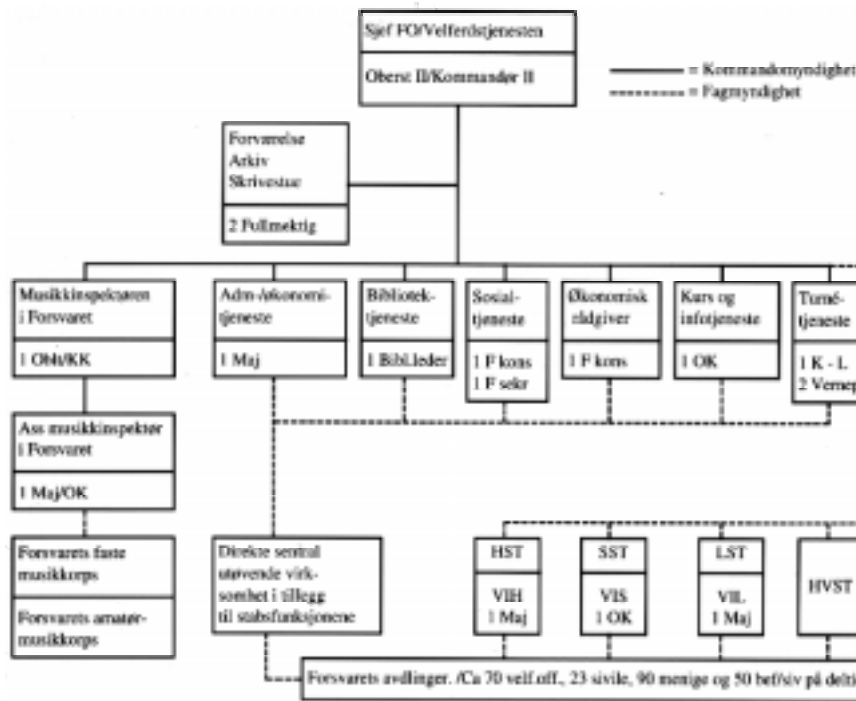 Sjef FO/Velferdstjenesten
Oberst II/Kommandør II
= Kommandomyndighet
= Fagmyndighet
Forværelse
Arkiv
Skrivestue
2 Fullmektig
Musikkinspektøren
i Forsvaret
1 Oblt/KK
Adm-/økonomi-
tjeneste
1 Maj
Bibliotek-
tjeneste
1 Bibl.leder
Sosial-
tjeneste
1 F kons
1 F sekr
Økonomisk
rådgiver
1 F kons
Kurs og
infotjeneste
1 OK
Turné-
tjeneste
1 K - L
2 Vernep
Ass musikkinspektør
i Forsvaret
1 Maj/OK
Forsvarets faste
musikkorps
Forsvarets amatør-
musikkorps
Direkte sentral
utøvende virk-
somhet i tillegg
til stabsfunksjonene
HST
VIH
1 Maj
SST
VIS
1 OK
LST
VIL
1 Maj
HVST
Forsvarets avdlinger. /Ca 70 velf.off., 23 sivile, 90 menige og 50 bef/siv på delti